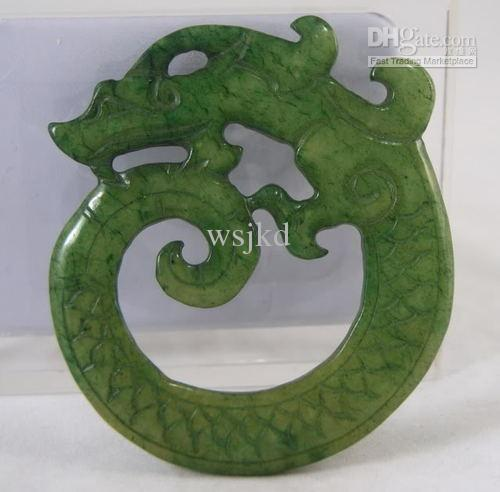 DHgate.com
Fast Trading Marketplace
wsjkd